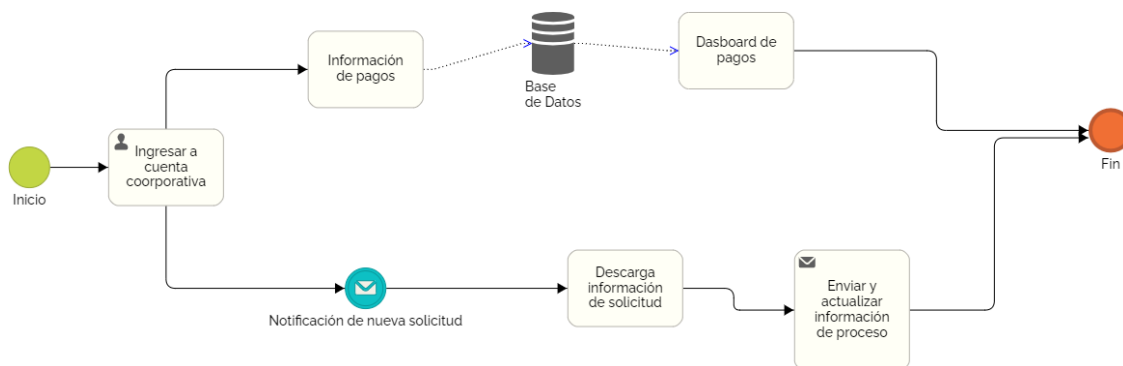 Información
de pagos
Base
de Datos
Dasboard de
pagos
Ingresar a
cuenta
coorporativa
Inicio
Fin
Notificación de nueva solicitud
Descarga
información
de solicitud
Enviar y
actualizar
información
de proceso